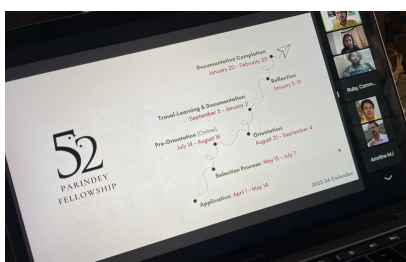 Documentation Completion:
January 20 - February 20
Reflection:
January 5-19
Travel-Learning & Documentation:
September 5 - January 2
Pre-Orientation (Online):
July 14 - August 16
Orientation:
August 21 - September 4
Selection Process: May 15 - July 7
Application: April 1 - May 14
52
PARINDEY
FELLOWSHIP
2023-24 Calendar
Ruby, Comm...
Amritha MJ